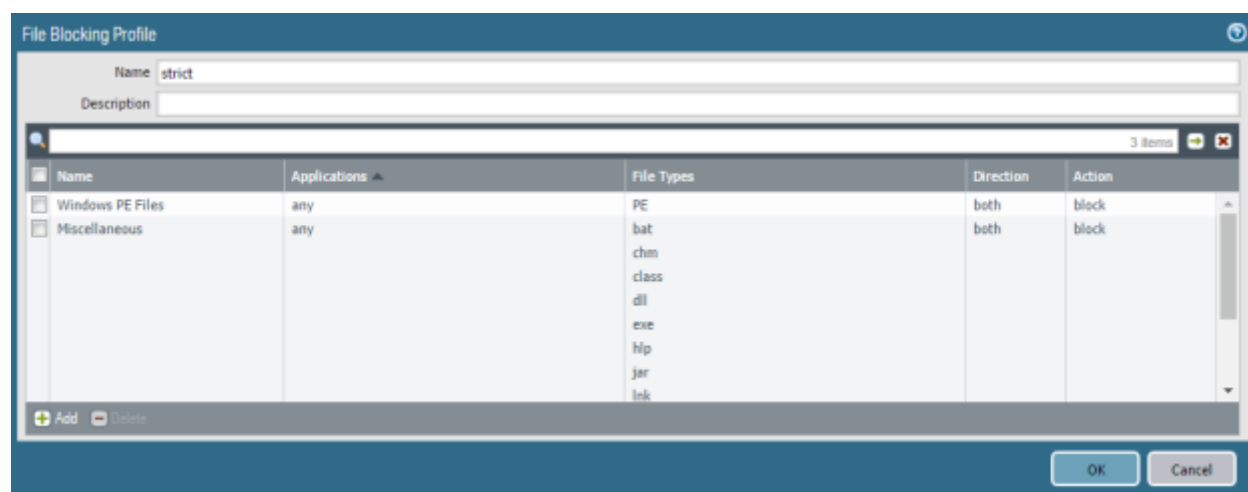 File Blocking Profile
Name strict
Description
3 items
Name Applications File Types Direction Action
Windows PE Files any PE both block
Miscellaneous any bat both block
chm
class
dll
exe
hlp
jar
lnk
Add Delete
OK Cancel